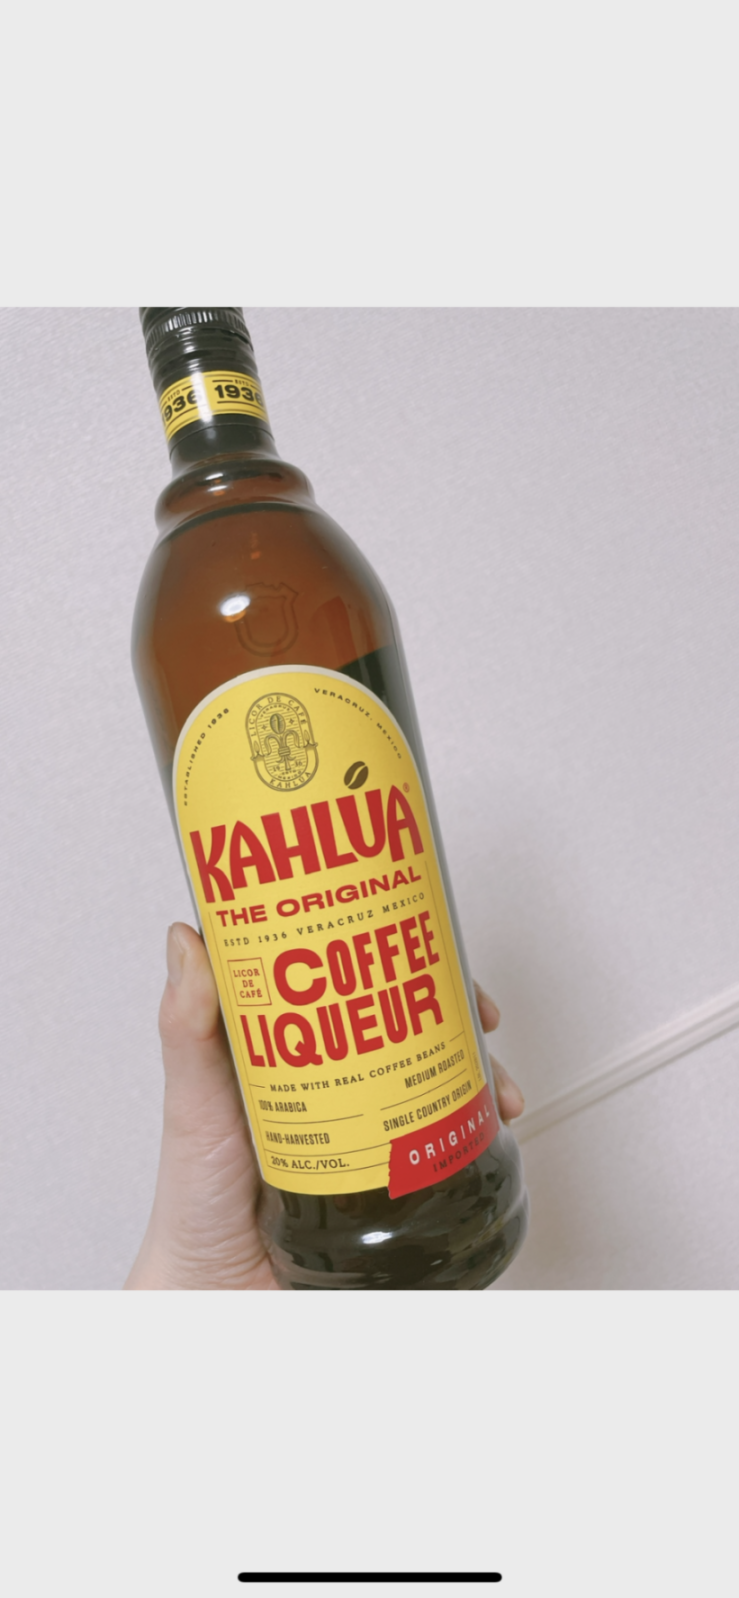 1936 1936
ESTABLISHED 1936
VERACRUZ, MEXICO
LICOR DE CAFE
KAHLÚA
KAHLÚA®
THE ORIGINAL
ESTD 1936 VERACRUZ MEXICO
LICOR
DE
CAFÉ
COFFEE
LIQUEUR
MADE WITH REAL COFFEE BEANS
100% ARABICA
MEDIUM ROASTED
HAND-HARVESTED
SINGLE COUNTRY ORIGIN
20% ALC./VOL.
ORIGINAL
IMPORTED